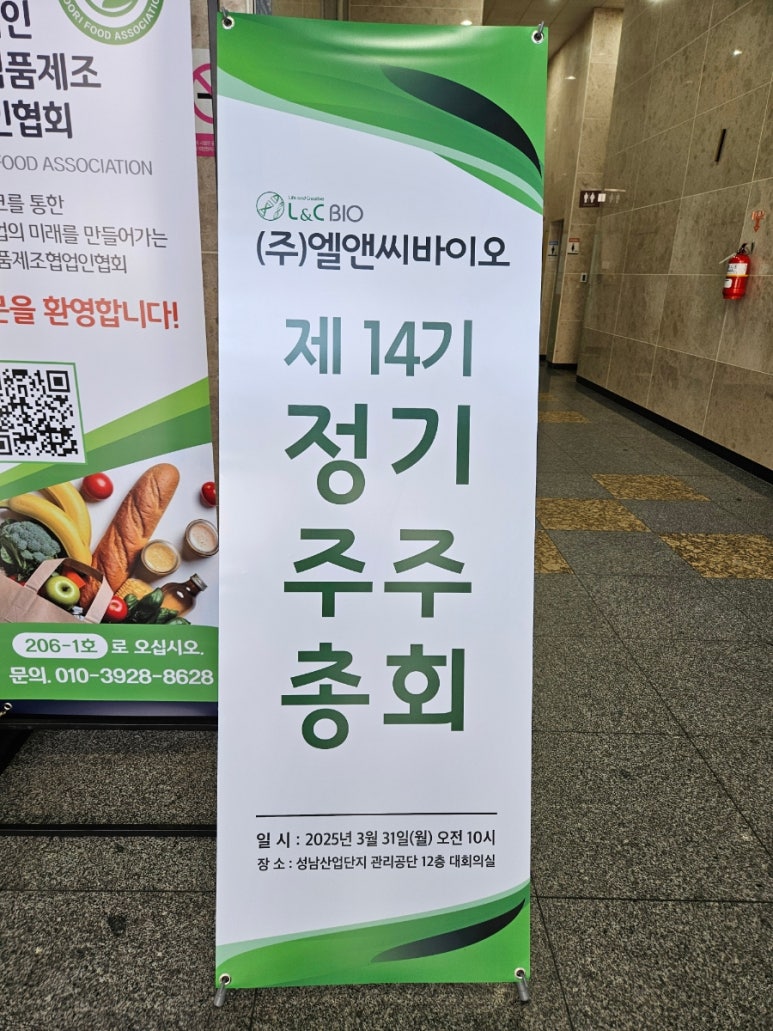 DORI FOOD ASSOCIATION
인
품제조
인협회
FOOD ASSOCIATION
를 통한
업의 미래를 만들어가는
품제조협업인협회
문을 환영합니다!
206-1호 로 오십시오.
문의. 010-3928-8628
L&C BIO
(주)엘앤씨바이오
제 14기
정기
주주
총회
일 시 : 2025년 3월 31일(월) 오전 10시
장 소 : 성남산업단지 관리공단 12층 대회의실